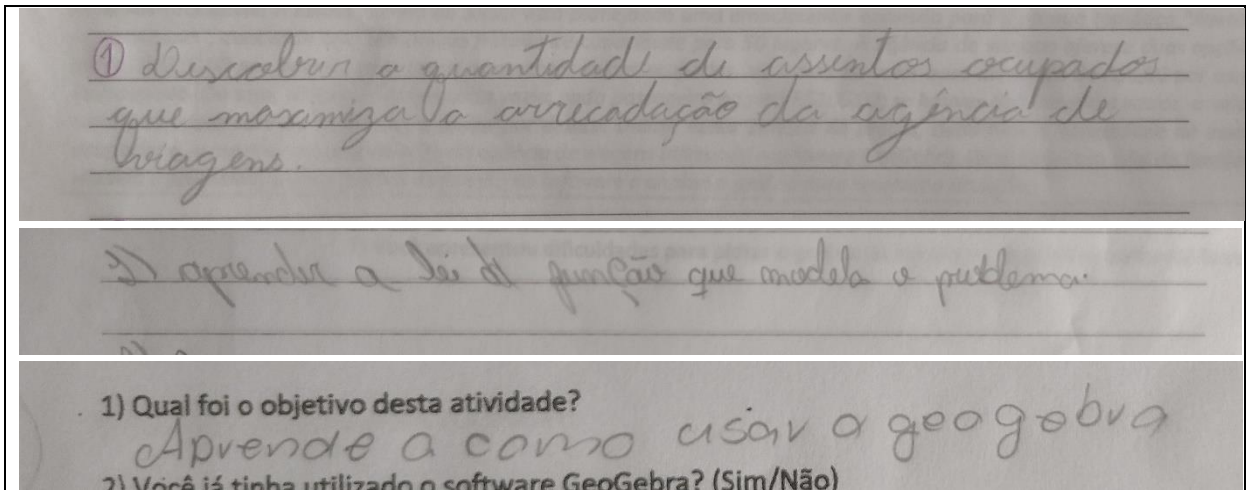 ① Descobrir a quantidade de assentos ocupados
que maximiza a arrecadação da agência de
viagens.
1) aprender a lei da função que modela o problema.
1) Qual foi o objetivo desta atividade?
Aprende a como usar o geogebra
2) Você já tinha utilizado o software GeoGebra? (Sim/Não)